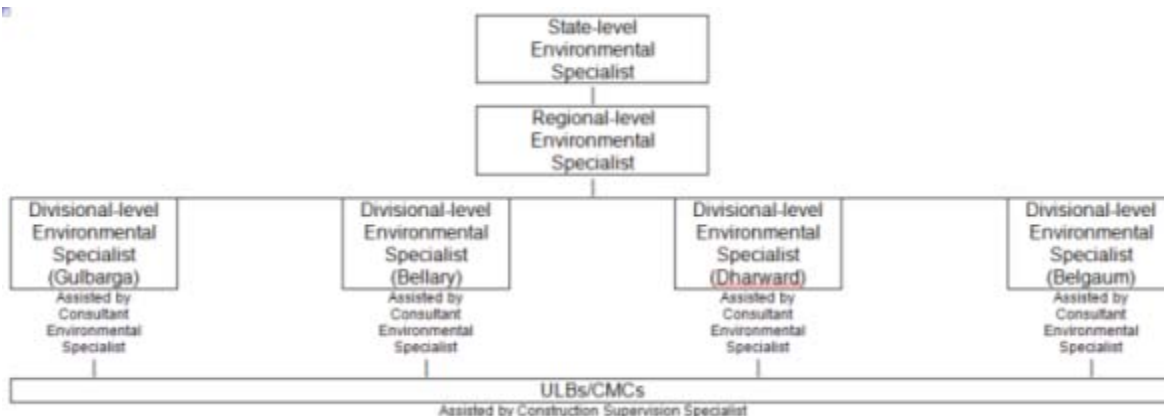 State-level
Environmental
Specialist
Regional-level
Environmental
Specialist
Divisional-level
Environmental
Specialist
(Gulbarga)
Assisted by
Consultant
Environmental
Specialist
Divisional-level
Environmental
Specialist
(Bellary)
Assisted by
Consultant
Environmental
Specialist
Divisional-level
Environmental
Specialist
(Dharward)
Assisted by
Consultant
Environmental
Specialist
Divisional-level
Environmental
Specialist
(Belgaum)
Assisted by
Consultant
Environmental
Specialist
ULBs/CMCs
Assisted by Construction Supervision Specialist